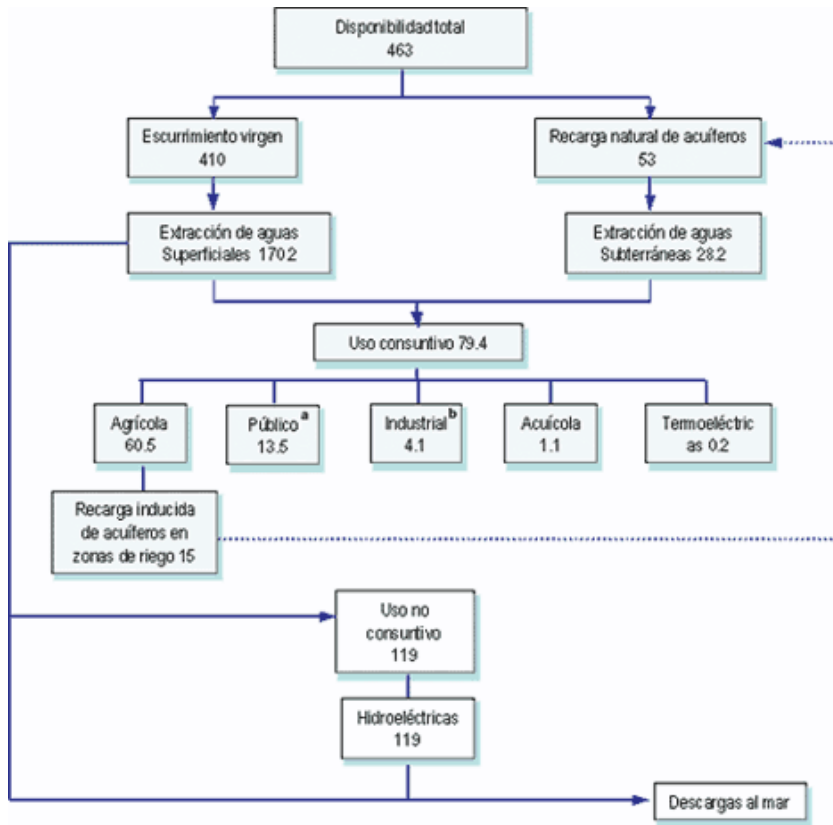 Disponibilidad total
463
Escurrimiento virgen
410
Recarga natural de acuíferos
53
Extracción de aguas
Superficiales 170.2
Extracción de aguas
Subterráneas 28.2
Uso consuntivo 79.4
Agrícola
60.5
Público a
13.5
Industrial b
4.1
Acuícola
1.1
Termoeléctric
as 0.2
Recarga inducida
de acuíferos en
zonas de riego 15
Uso no
consuntivo
119
Hidroeléctricas
119
Descargas al mar